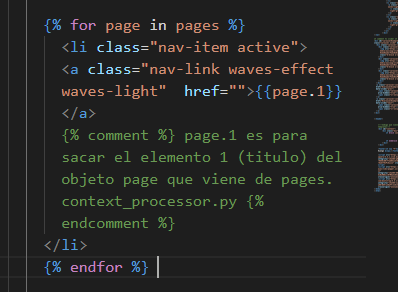 {% for page in pages %}
<li class="nav-item active">
<a class="nav-link waves-effect
waves-light"  href="">{{page.1}}
</a>
{% comment %} page.1 es para
sacar el elemento 1 (titulo) del
objeto page que viene de pages.
context_processor.py {%
endcomment %}
</li>
{% endfor %}